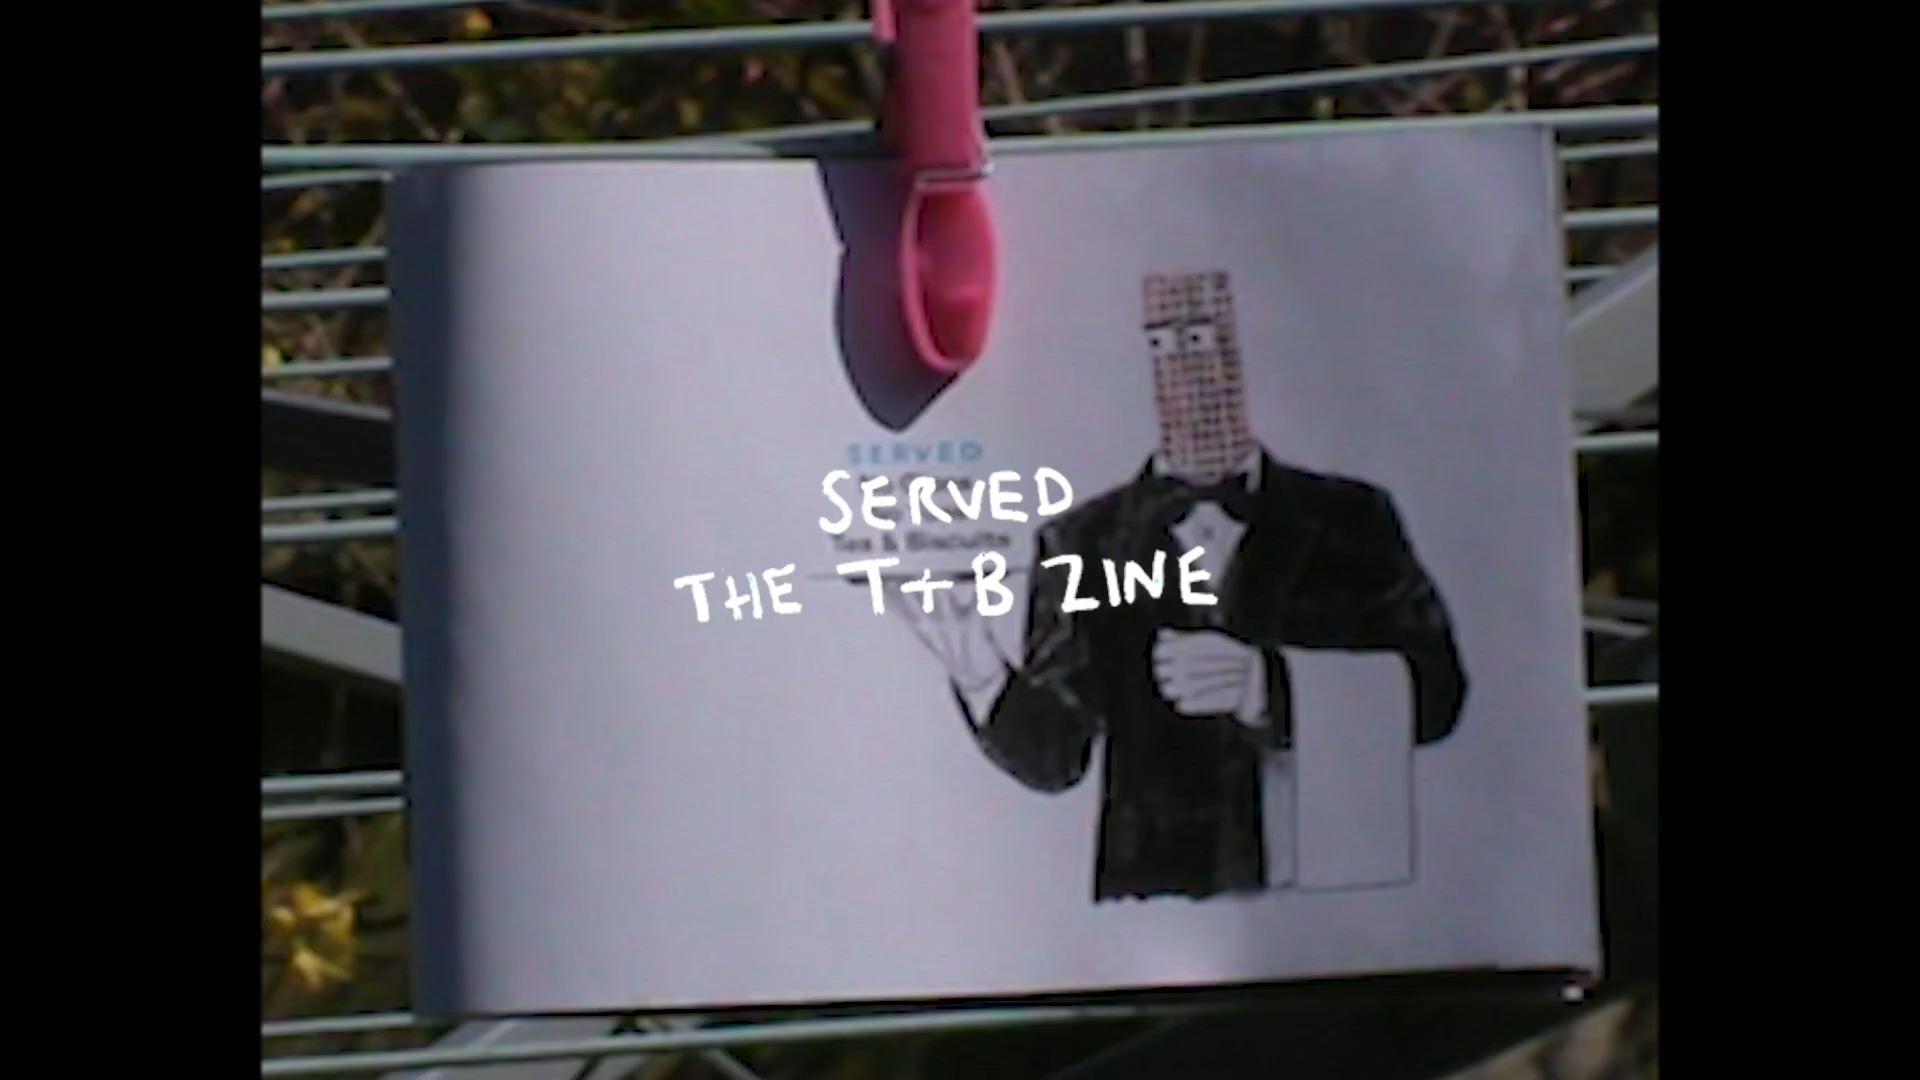 SERVED
SERVED
Tea & Biscuits
THE T+B ZINE